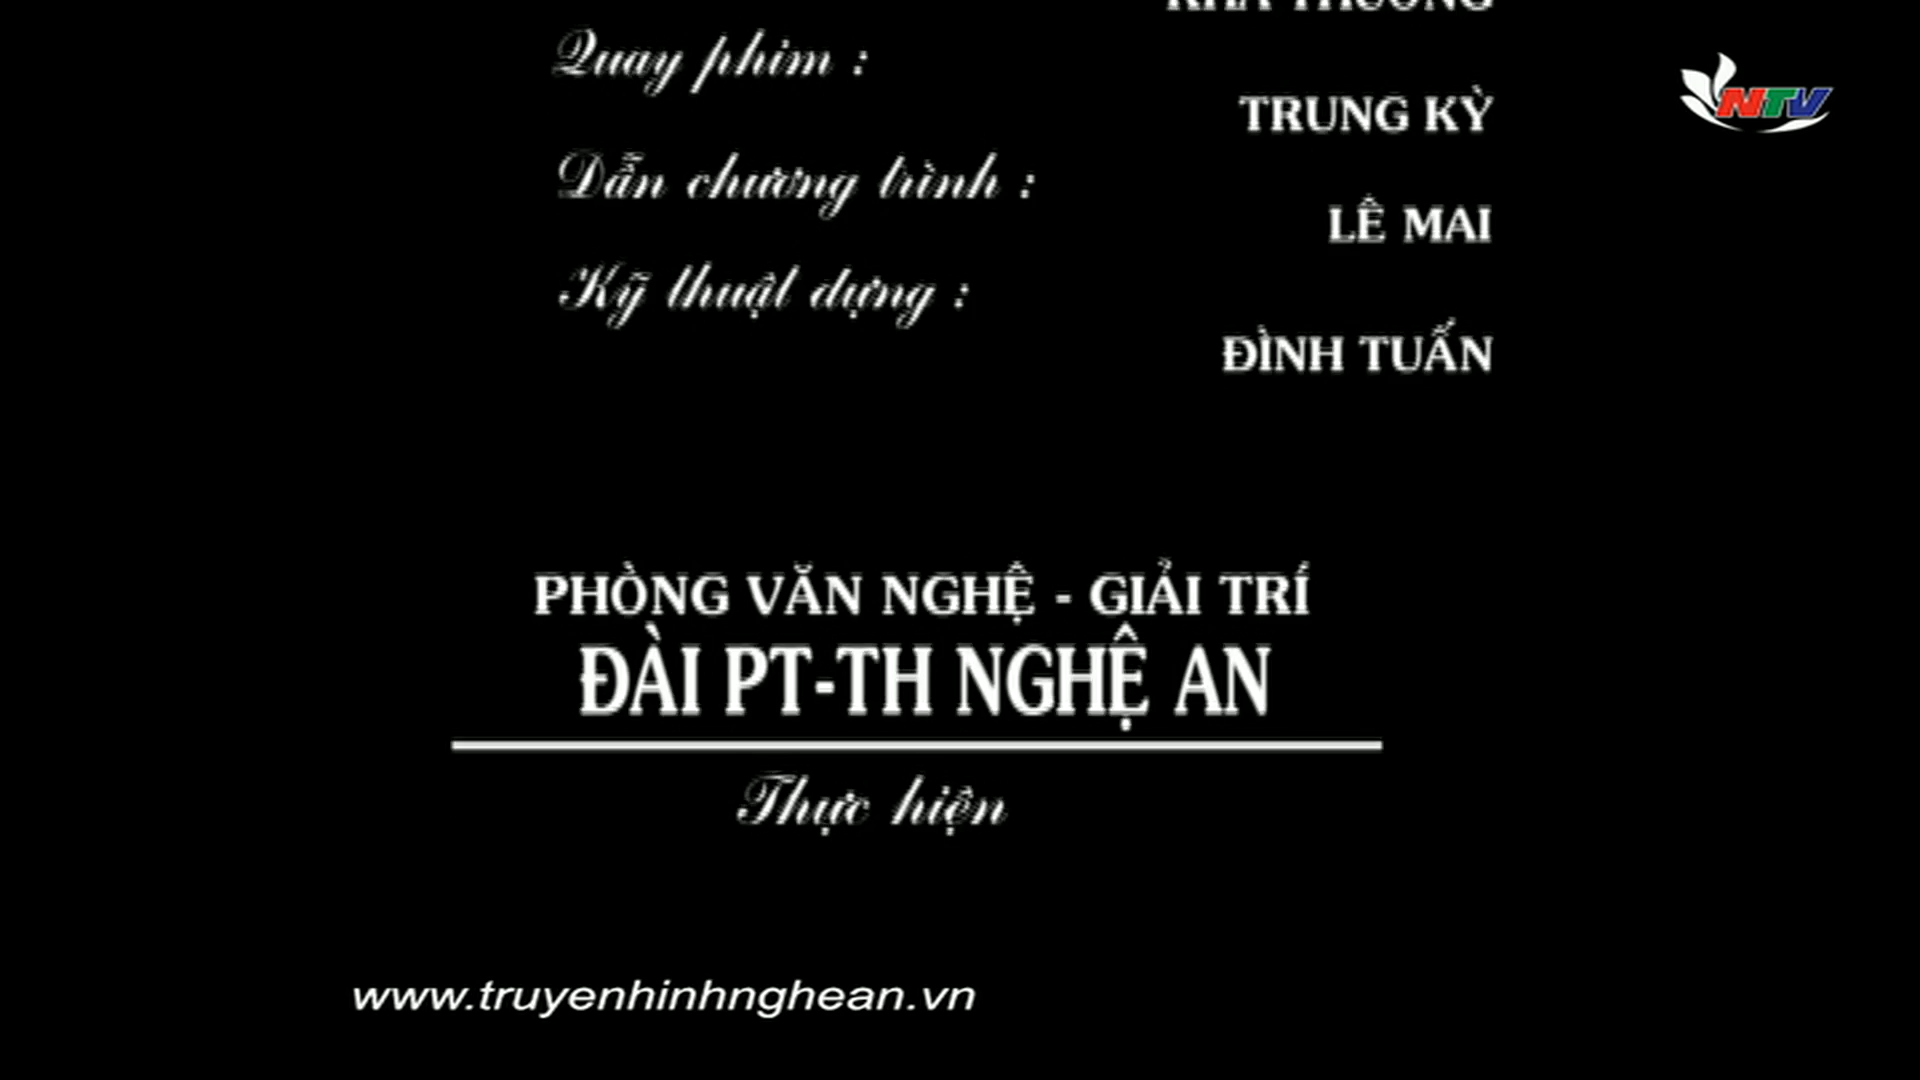 Quay phim :
NTV
TRUNG KỲ
Dẫn chương trình :
LÊ MAI
Kỹ thuật dựng :
ĐÌNH TUẤN
PHÒNG VĂN NGHỆ - GIẢI TRÍ
ĐÀI PT-TH NGHỆ AN
Thực hiện
www.truyenhinhnghean.vn